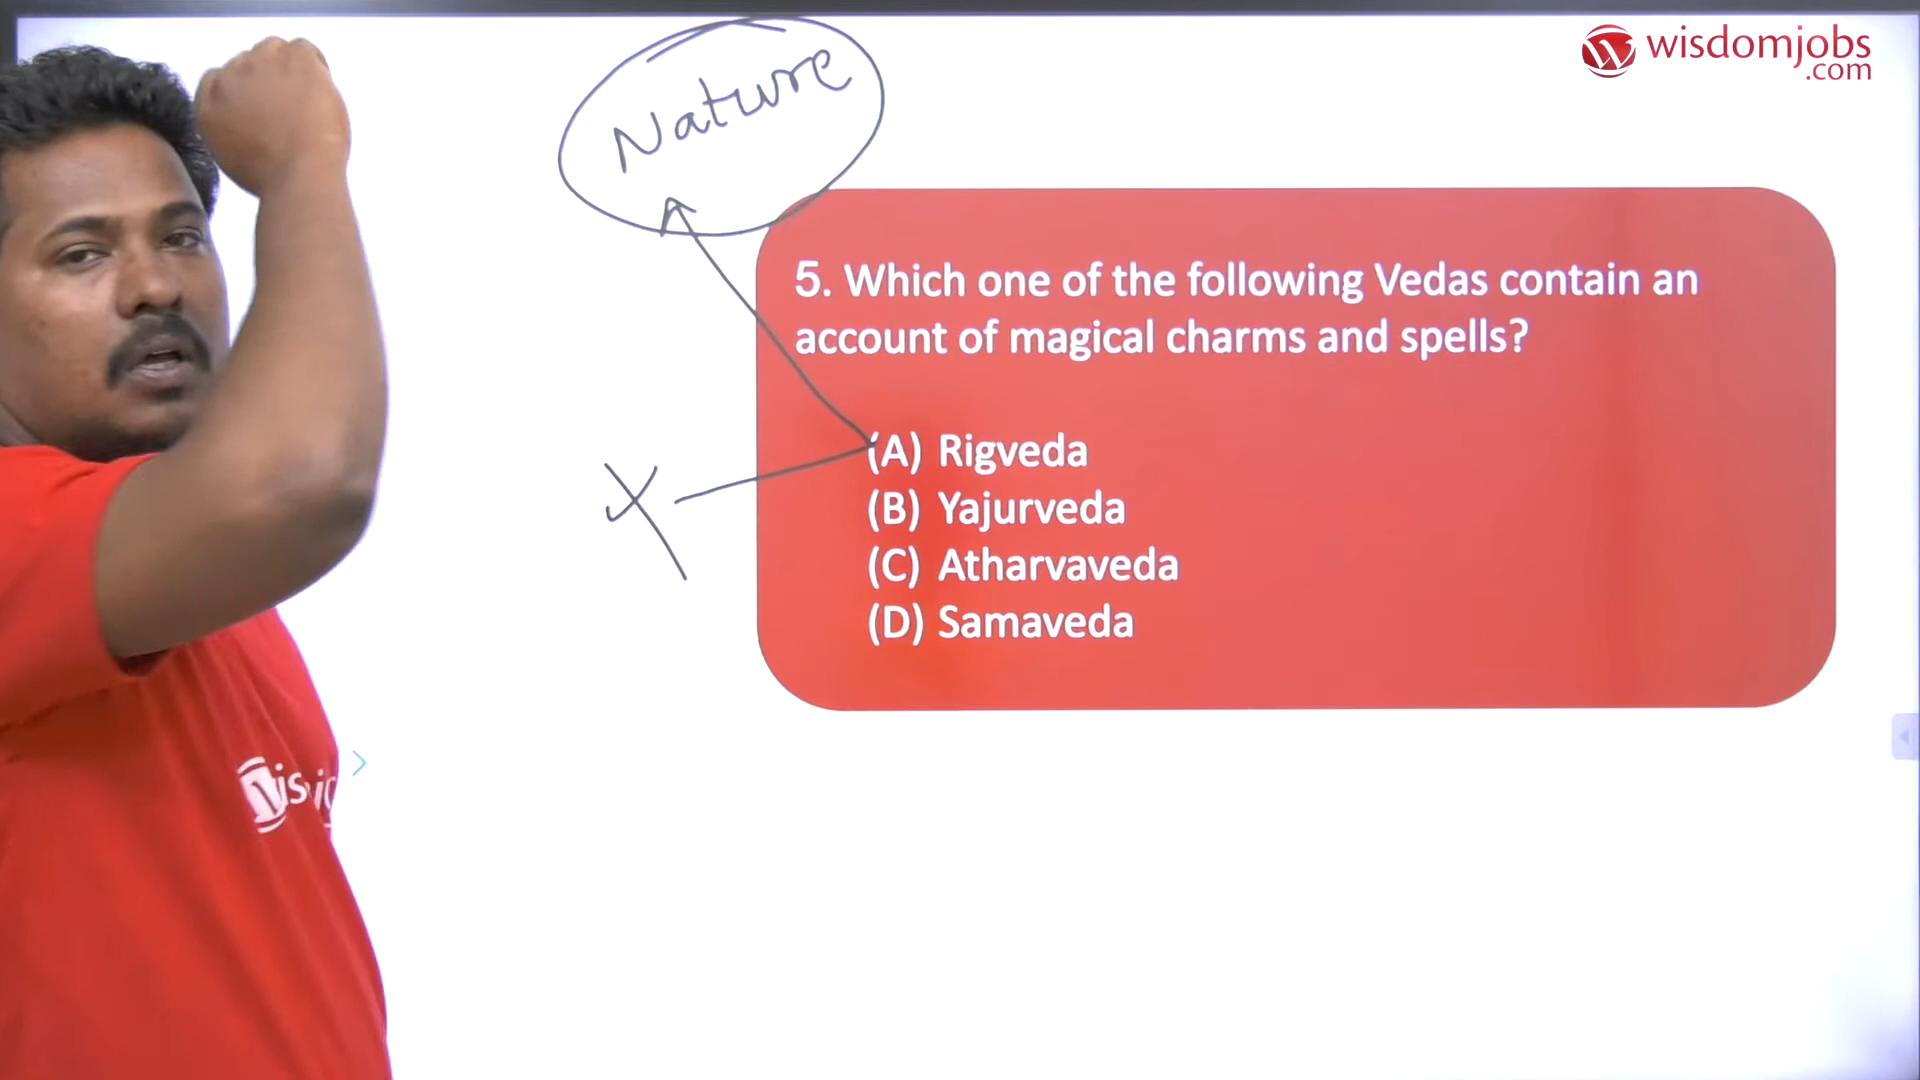 wisdomjobs
.com
Nature
5. Which one of the following Vedas contain an
account of magical charms and spells?
(A) Rigveda
(B) Yajurveda
(C) Atharvaveda
(D) Samaveda